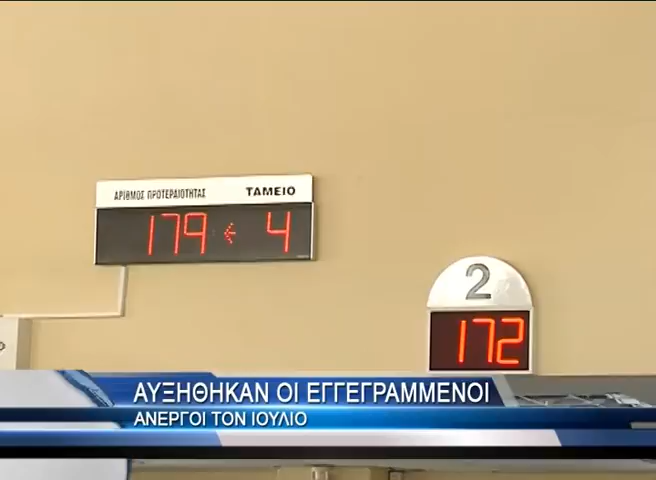 ΑΡΙΘΜΟΣ ΠΡΟΤΕΡΑΙΟΤΗΤΑΣ ΤΑΜΕΙΟ
179 < 4
2
172
ΑΥΞΗΘΗΚΑΝ ΟΙ ΕΓΓΕΓΡΑΜΜΕΝΟΙ
ΑΝΕΡΓΟΙ ΤΟΝ ΙΟΥΛΙΟ